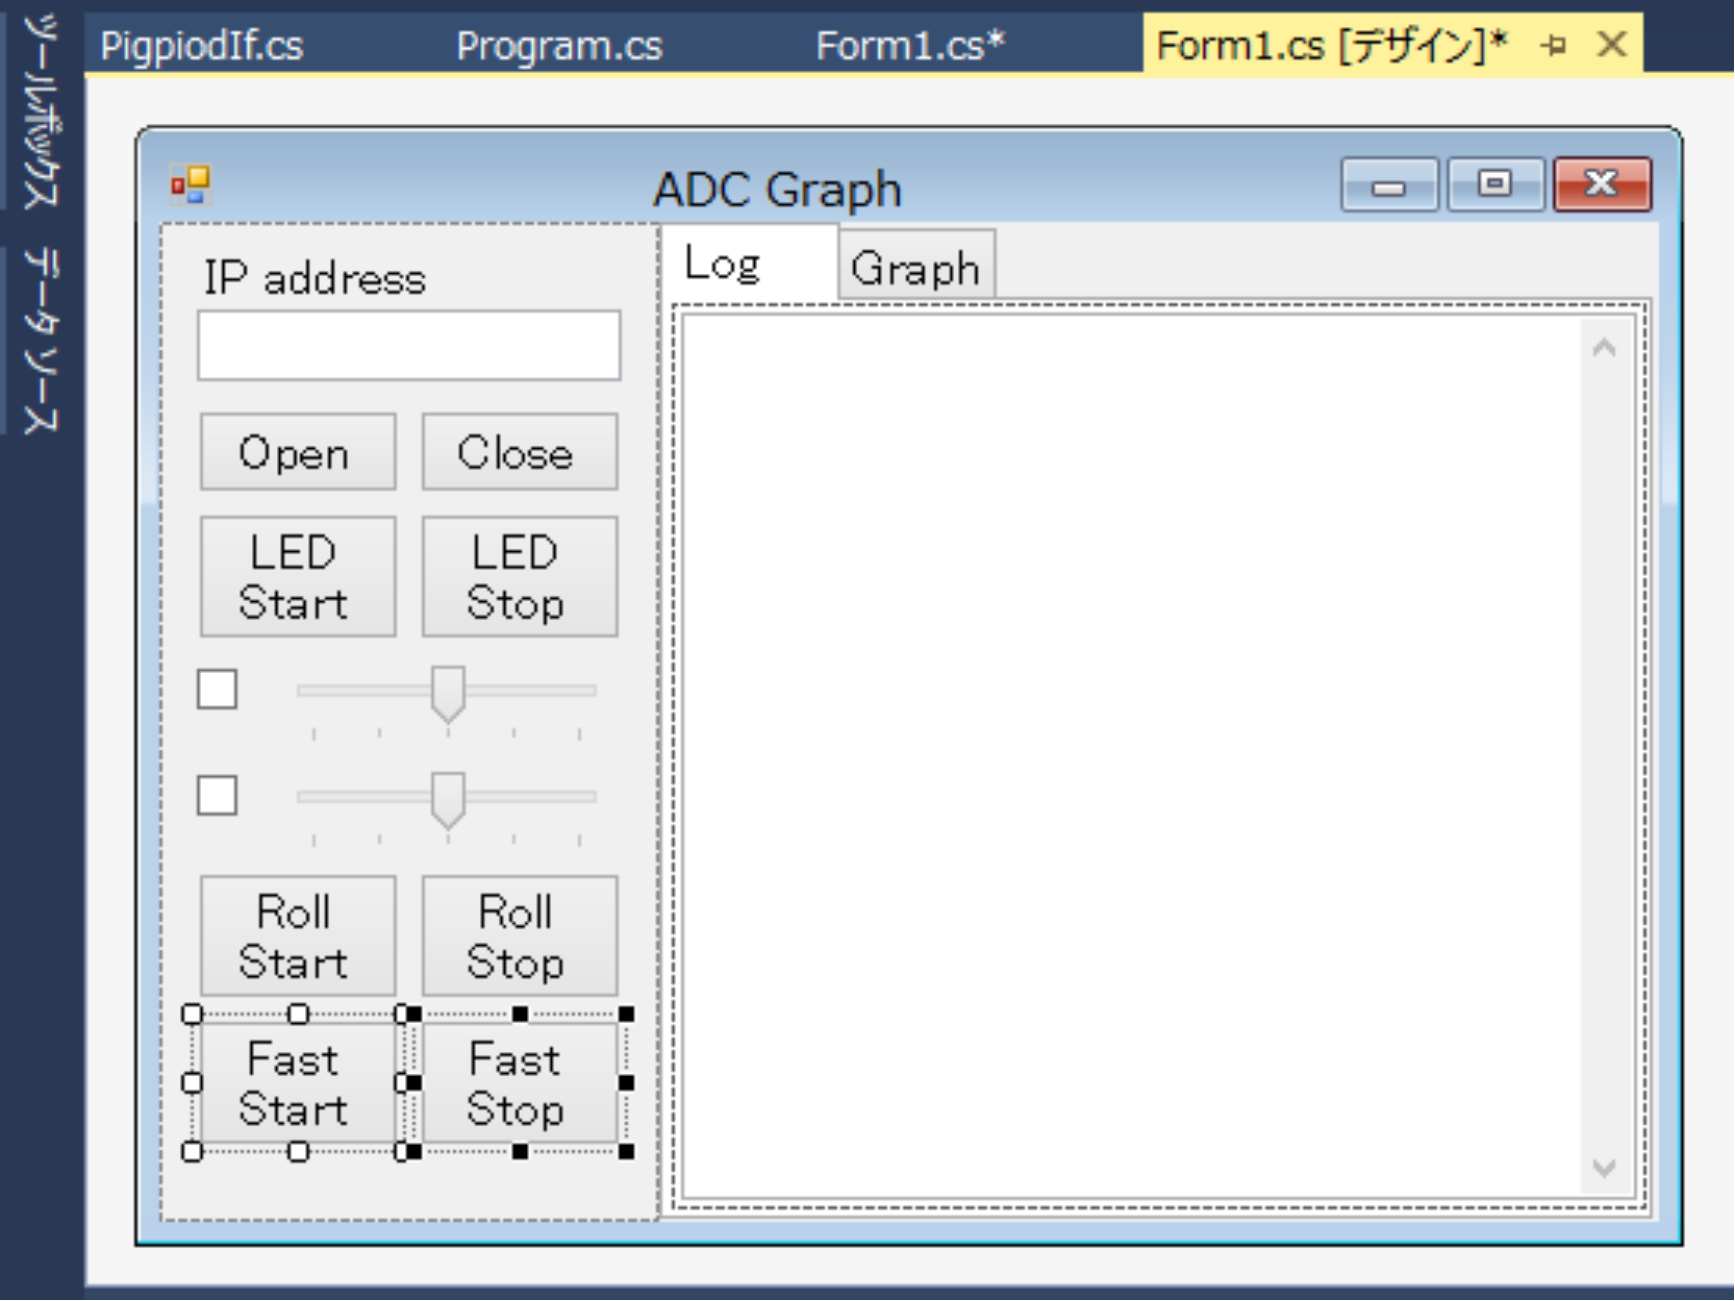 PigpiodIf.cs
Program.cs
Form1.cs*
Form1.cs [デザイン]*
ツールボックス
データ ソース
ADC Graph
IP address
Log
Graph
Open
Close
LED
Start
LED
Stop
Roll
Start
Roll
Stop
Fast
Start
Fast
Stop